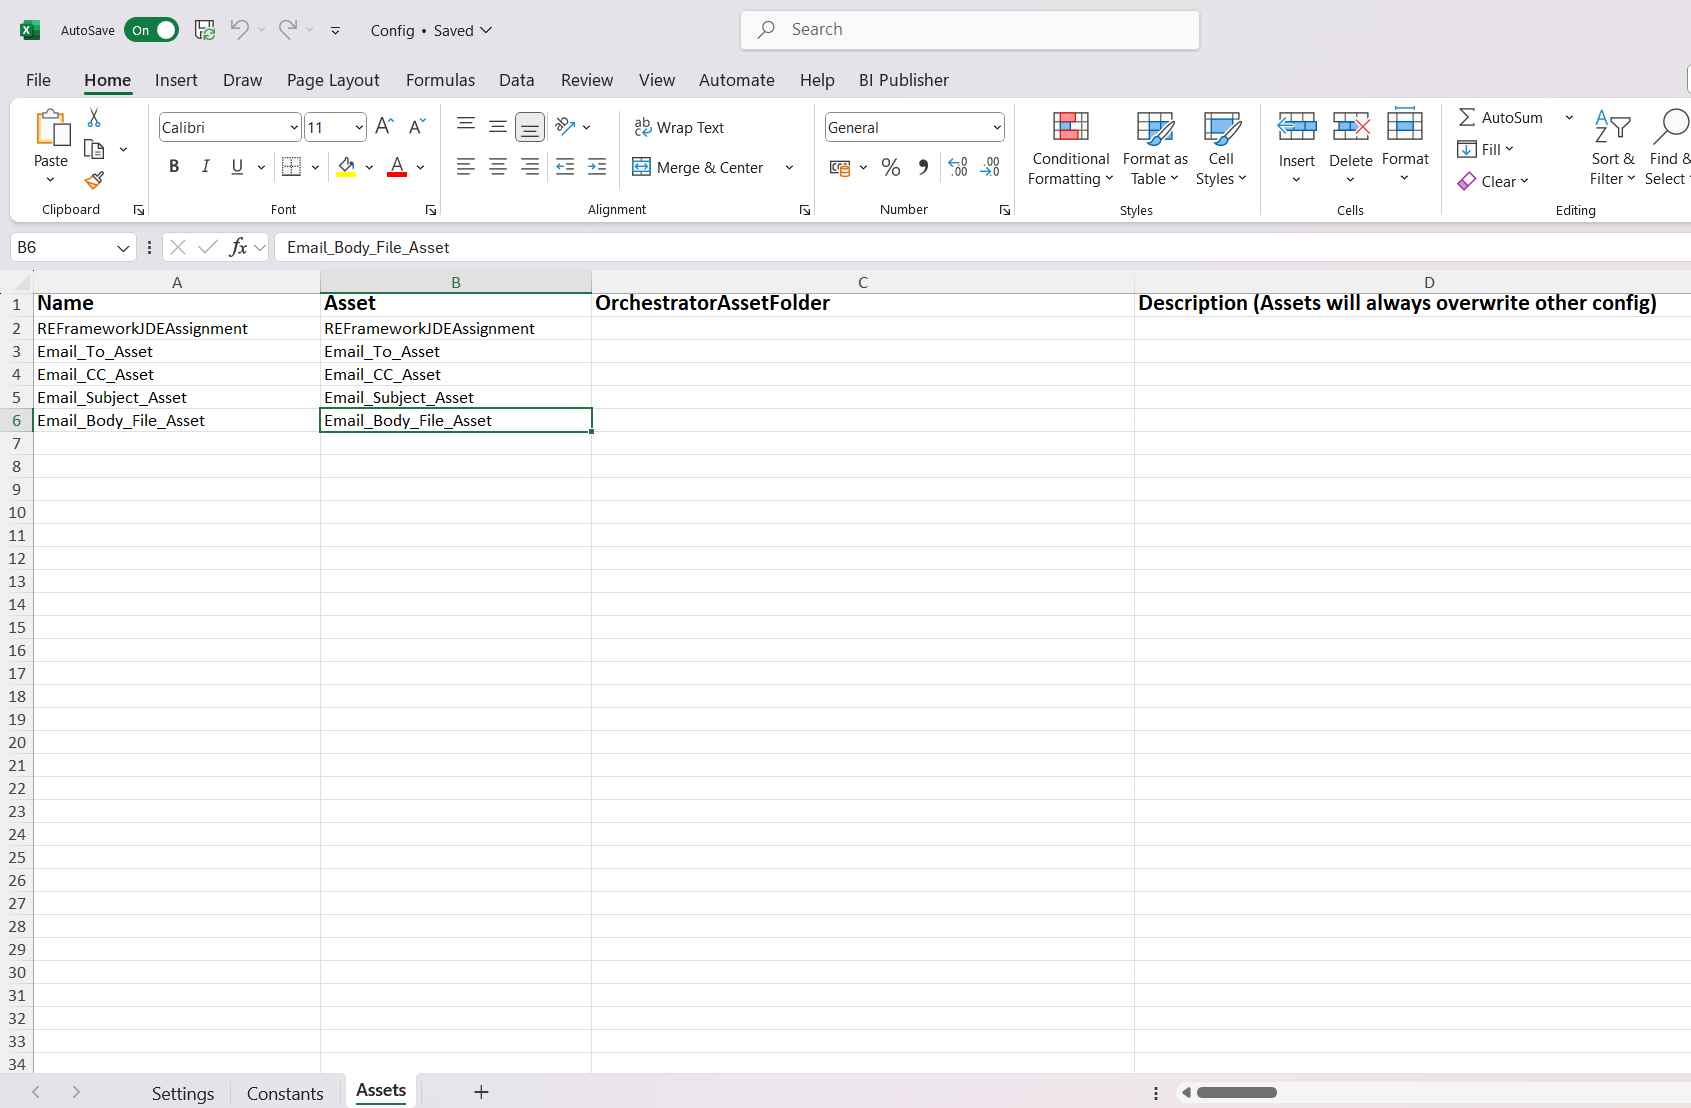 AutoSave On Config • Saved Search
File Home Insert Draw Page Layout Formulas Data Review View Automate Help BI Publisher
Paste
Clipboard
Calibri 11
B I U A
Font
Wrap Text
Merge & Center
Alignment
General
% .00 .00
Number
Conditional Formatting
Format as Table
Cell Styles
Styles
Insert Delete Format
Cells
AutoSum
Fill
Clear
Sort & Filter
Find & Select
Editing
B6 fx Email_Body_File_Asset
A B C D
1 Name Asset OrchestratorAssetFolder Description (Assets will always overwrite other config)
2 REFrameworkJDEAssignment REFrameworkJDEAssignment
3 Email_To_Asset Email_To_Asset
4 Email_CC_Asset Email_CC_Asset
5 Email_Subject_Asset Email_Subject_Asset
6 Email_Body_File_Asset Email_Body_File_Asset
7
8
9
10
11
12
13
14
15
16
17
18
19
20
21
22
23
24
25
26
27
28
29
30
31
32
33
34
Settings Constants Assets